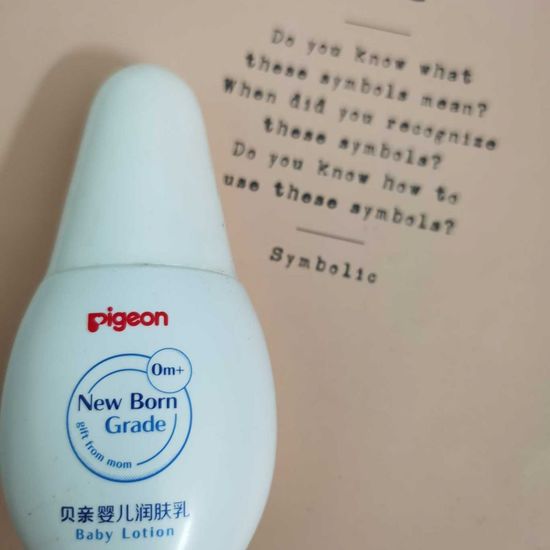 Do you know what
these symbols mean?
When did you recognize
these symbols?
Do you know how to
use these symbols?
Symbolic
pigeon
0m+
New Born
Grade
gift from mom
贝亲婴儿润肤乳
Baby Lotion